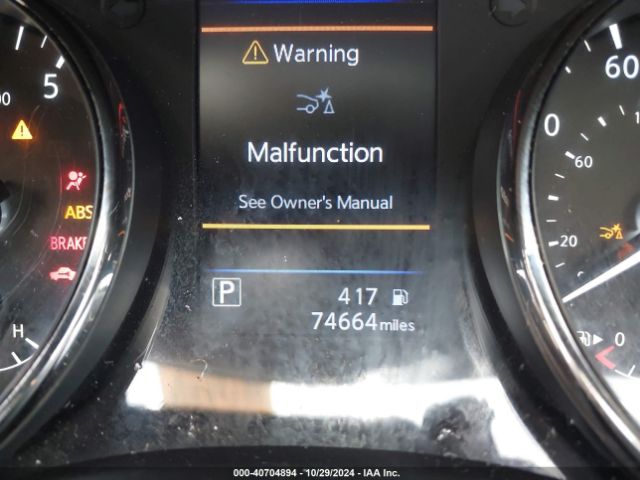 Warning
Malfunction
See Owner's Manual
P 417
74664 miles
5
00
ABS
BRAKE
H
60
0
60
20
0
000-40704894 - 10/29/2024 - IAA Inc.